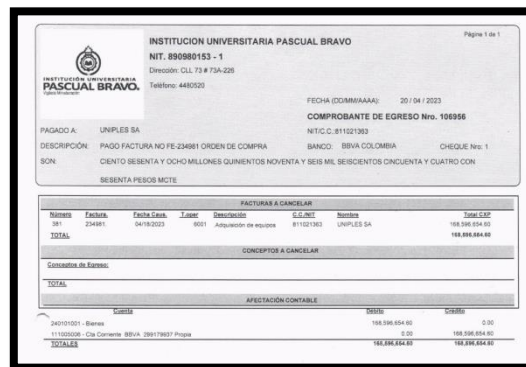 Página 1 de 1
INSTITUCION UNIVERSITARIA PASCUAL BRAVO
NIT. 890980153 - 1
Dirección: CLL 73 # 73A-226
Teléfono: 4480520
INSTITUCIÓN UNIVERSITARIA
PASCUAL BRAVO.
Vigilada Mineducación
FECHA (DD/MM/AAAA): 20 / 04 / 2023
COMPROBANTE DE EGRESO Nro. 106956
PAGADO A: UNIPLES SA NIT/C.C.:811021363
DESCRIPCIÓN: PAGO FACTURA NO FE-234981 ORDEN DE COMPRA BANCO: BBVA COLOMBIA CHEQUE Nro: 1
SON: CIENTO SESENTA Y OCHO MILLONES QUINIENTOS NOVENTA Y SEIS MIL SEISCIENTOS CINCUENTA Y CUATRO CON
SESENTA PESOS MCTE
FACTURAS A CANCELAR
Número Factura. Fecha Caus. T.oper Descripción C.C./NIT Nombre Total CXP
381 234981. 04/18/2023 6001 Adquisición de equipos 811021363 UNIPLES SA 168,596,654.60
TOTAL 168,596,654.60
CONCEPTOS A CANCELAR
Conceptos de Egreso:
TOTAL
AFECTACIÓN CONTABLE
Cuenta Débito Crédito
240101001 - Bienes 168,596,654.60 0.00
111005006 - Cta Corriente BBVA 299179937 Propia 0.00 168,596,654.60
TOTALES 168,596,654.60 168,596,654.60